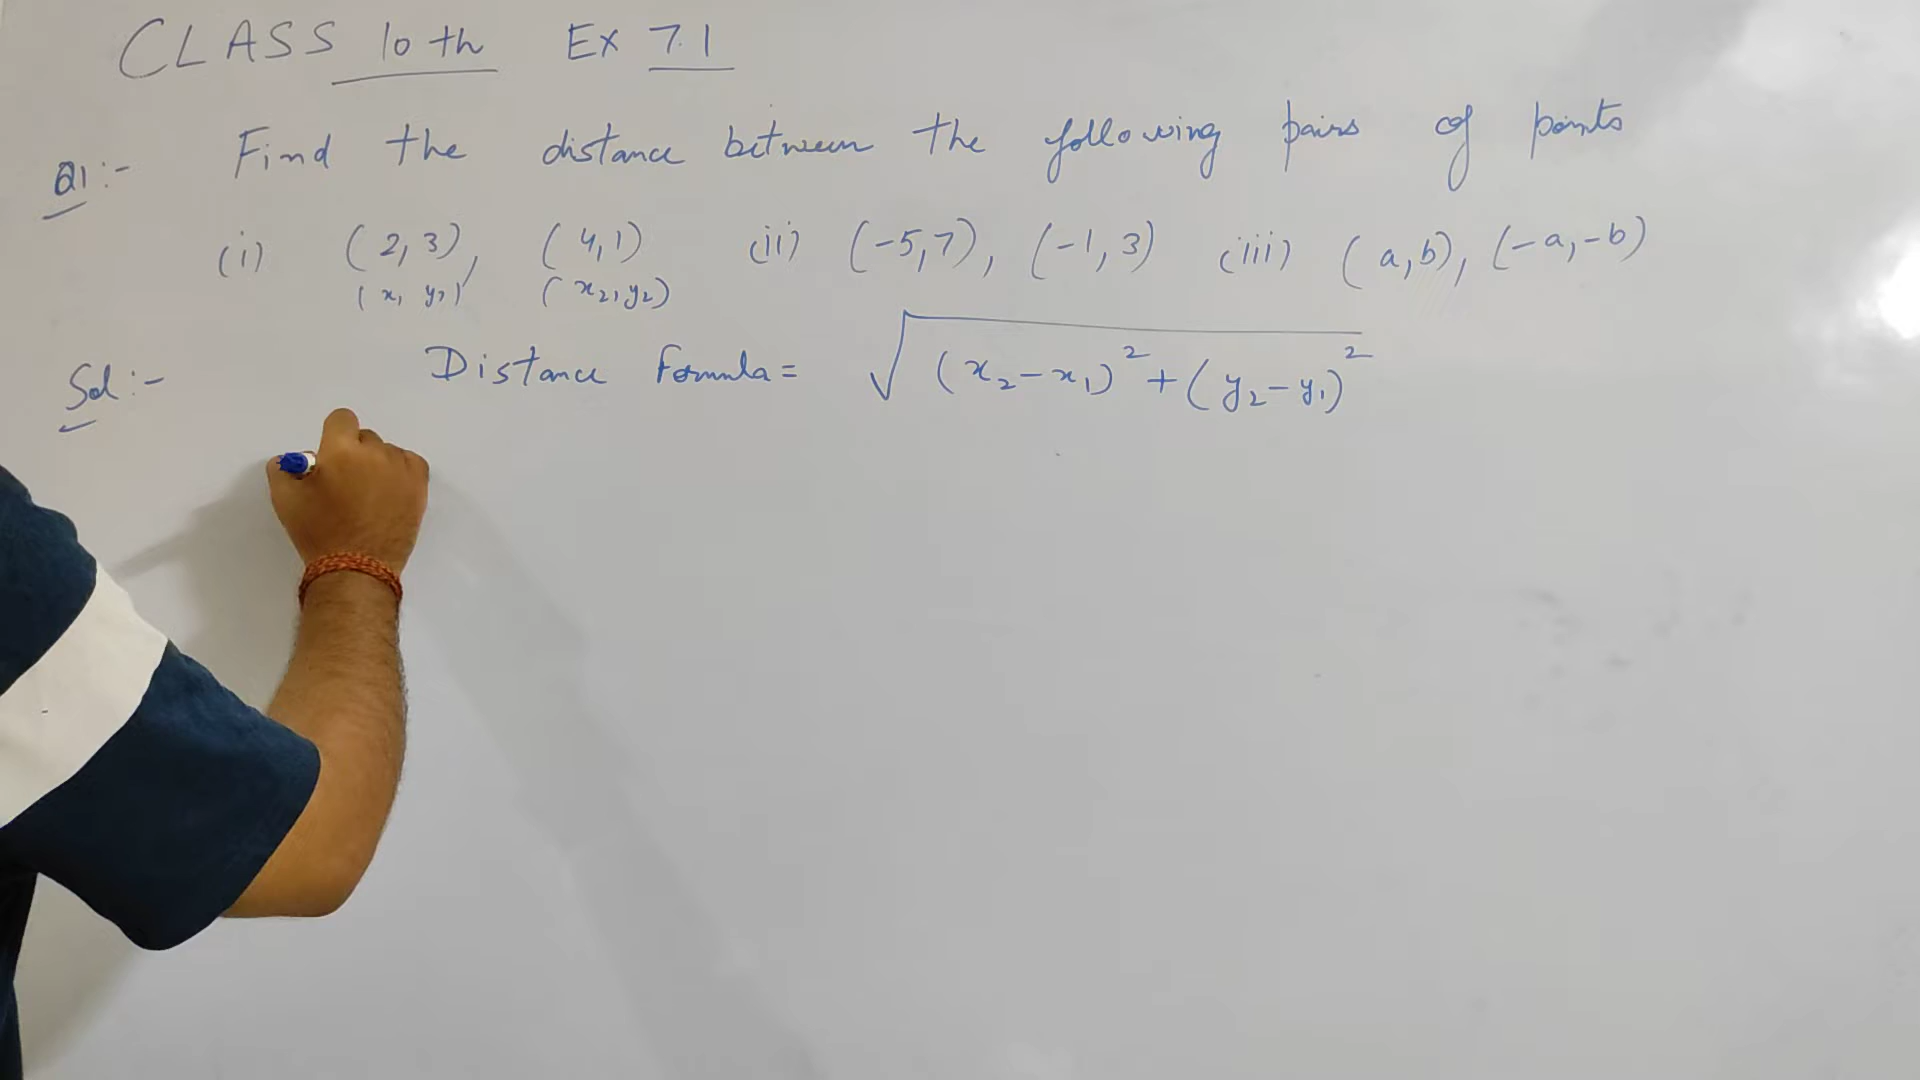 CLASS 10th Ex 7.1
Q1:- Find the distance between the following pairs of points
(i) (2,3), (4,1) (ii) (-5,7), (-1,3) (iii) (a,b), (-a,-b)
(x₁ y₁) (x₂,y₂)
Sol:- Distance Formula = √(x₂-x₁)²+(y₂-y₁)²